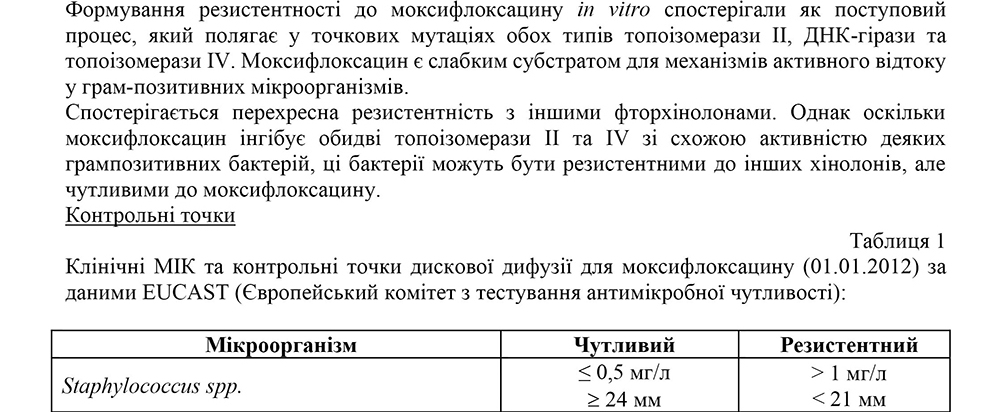 Формування резистентності до моксифлоксацину in vitro спостерігали як поступовий
процес, який полягає у точкових мутаціях обох типів топоізомерази II, ДНК-гірази та
топоізомерази IV. Моксифлоксацин є слабким субстратом для механізмів активного відтоку
у грам-позитивних мікроорганізмів.
Спостерігається перехресна резистентність з іншими фторхінолонами. Однак оскільки
моксифлоксацин інгібує обидві топоізомерази II та IV зі схожою активністю деяких
грампозитивних бактерій, ці бактерії можуть бути резистентними до інших хінолонів, але
чутливими до моксифлоксацину.
Контрольні точки
Таблиця 1
Клінічні МІК та контрольні точки дискової дифузії для моксифлоксацину (01.01.2012) за
даними EUCAST (Європейський комітет з тестування антимікробної чутливості):
Мікроорганізм Чутливий Резистентний
Staphylococcus spp. ≤ 0,5 мг/л > 1 мг/л
≥ 24 мм < 21 мм